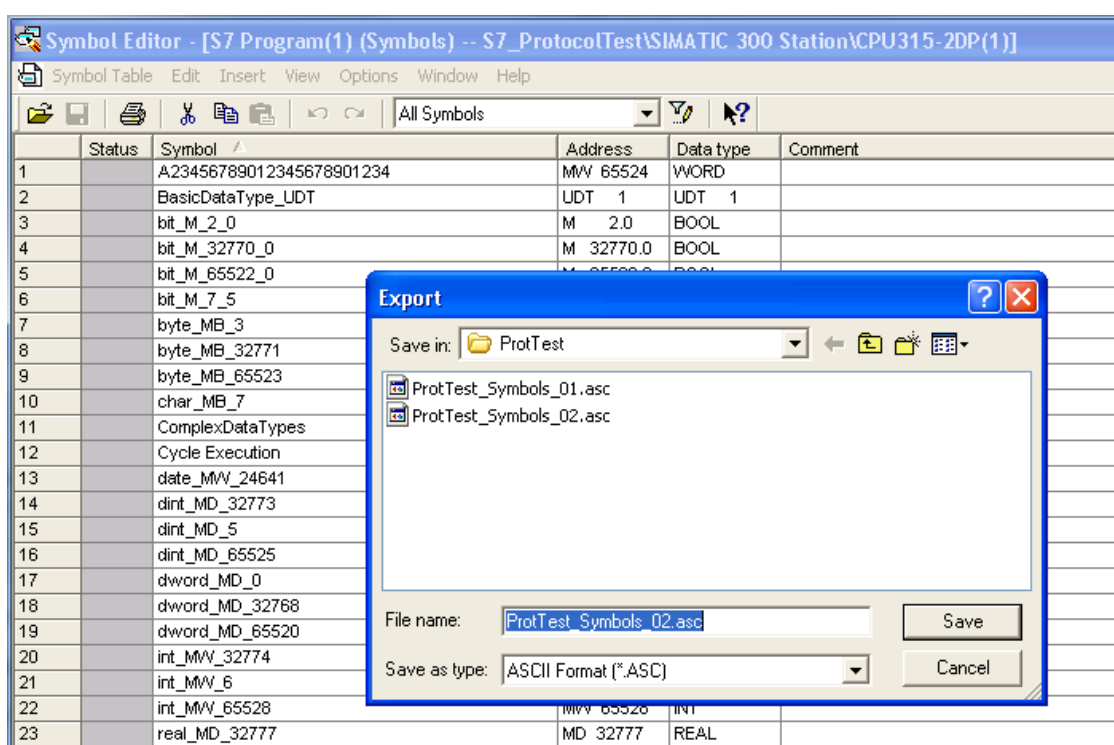 Symbol Editor - [S7 Program(1) (Symbols) -- S7_ProtocolTest\SIMATIC 300 Station\CPU315-2DP(1)]
Symbol Table Edit Insert View Options Window Help
All Symbols
Status Symbol Address Data type Comment
1 A23456789012345678901234 MW 65524 WORD
2 BasicDataType_UDT UDT 1 UDT 1
3 bit_M_2_0 M 2.0 BOOL
4 bit_M_32770_0 M 32770.0 BOOL
5 bit_M_65522_0
6 bit_M_7_5
7 byte_MB_3
8 byte_MB_32771
9 byte_MB_65523
10 char_MB_7
11 ComplexDataTypes
12 Cycle Execution
13 date_MW_24641
14 dint_MD_32773
15 dint_MD_5
16 dint_MD_65525
17 dword_MD_0
18 dword_MD_32768
19 dword_MD_65520
20 int_MW_32774
21 int_MW_6
22 int_MW_65528 MW 65528 INT
23 real_MD_32777 MD 32777 REAL
Export
Save in: ProtTest
ProtTest_Symbols_01.asc
ProtTest_Symbols_02.asc
File name: ProtTest_Symbols_02.asc Save
Save as type: ASCII Format (*.ASC) Cancel